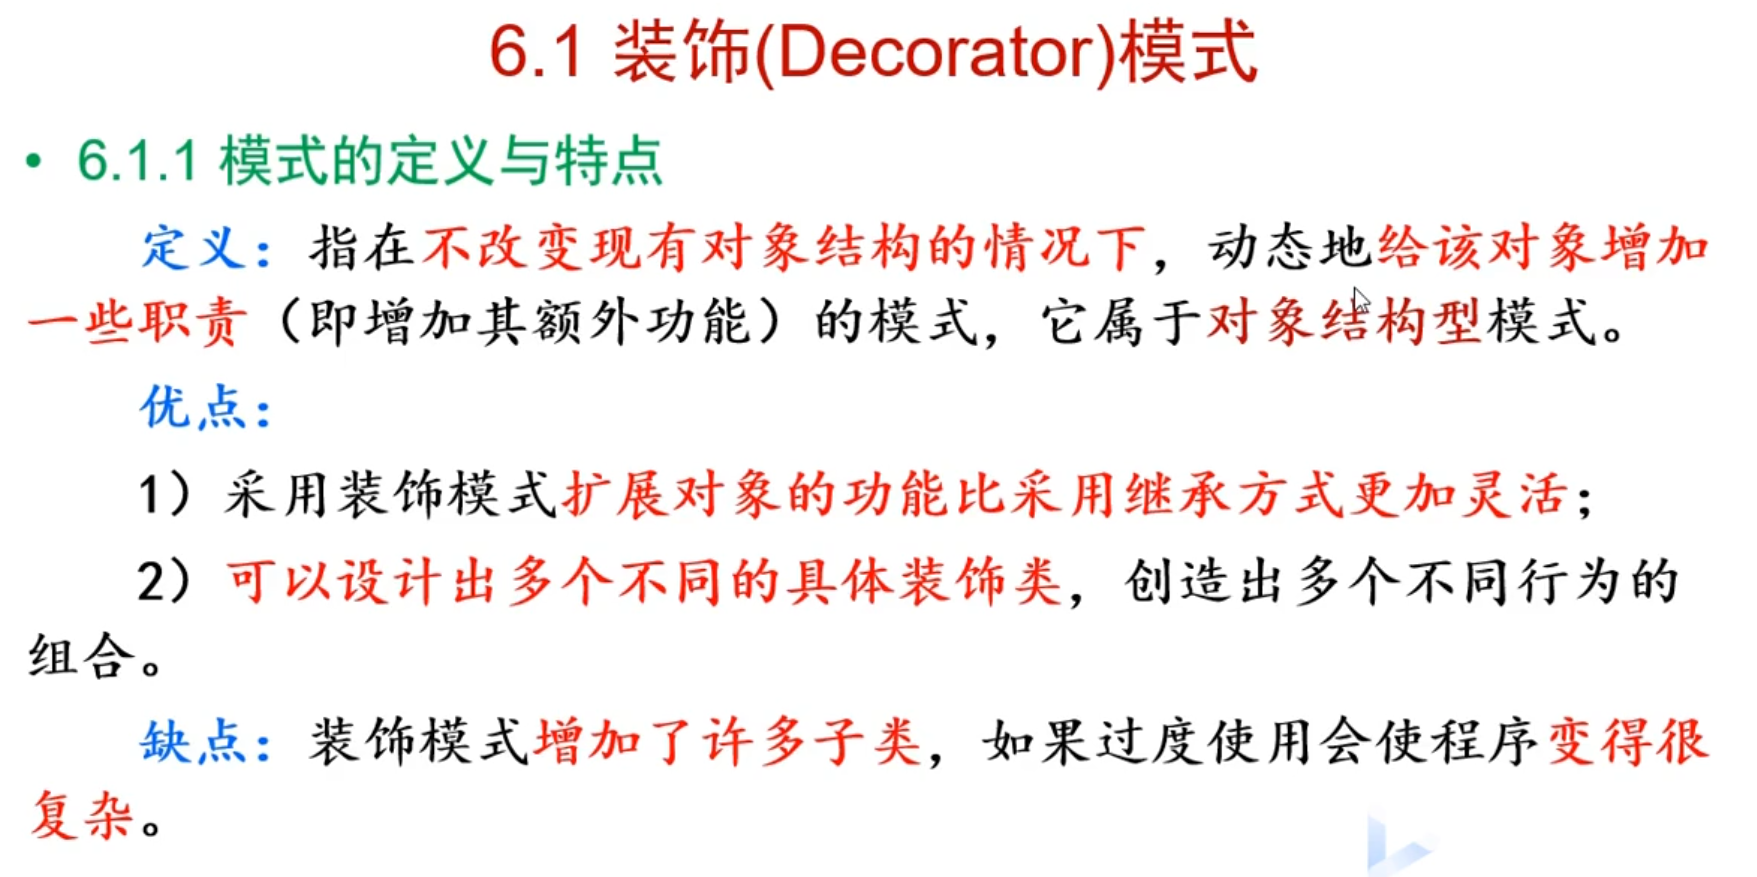 6.1 装饰(Decorator)模式
• 6.1.1 模式的定义与特点
定义：指在不改变现有对象结构的情况下，动态地给该对象增加
一些职责（即增加其额外功能）的模式，它属于对象结构型模式。
优点：
1）采用装饰模式扩展对象的功能比采用继承方式更加灵活；
2）可以设计出多个不同的具体装饰类，创造出多个不同行为的
组合。
缺点：装饰模式增加了许多子类，如果过度使用会使程序变得很
复杂。